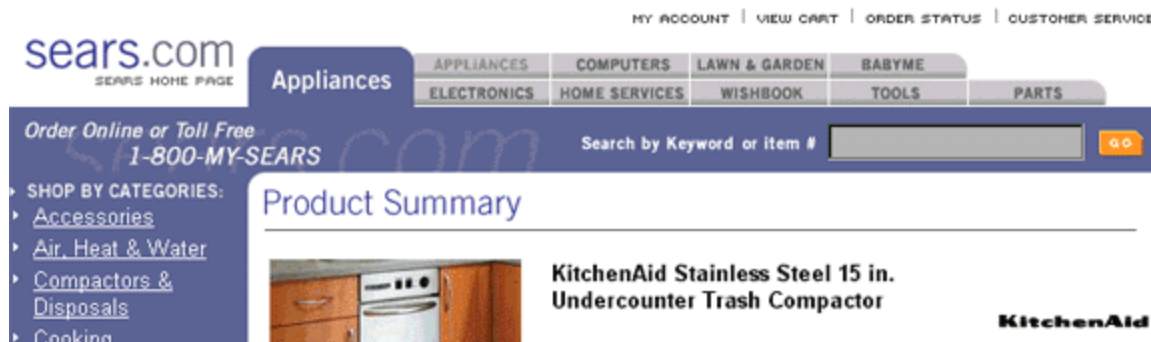 MY ACCOUNT | VIEW CART | ORDER STATUS | CUSTOMER SERVICE
sears.com
SEARS HOME PAGE
Appliances
APPLIANCES COMPUTERS LAWN & GARDEN BABYME
ELECTRONICS HOME SERVICES WISHBOOK TOOLS PARTS
Order Online or Toll Free
1-800-MY-SEARS
sears.com
Search by Keyword or item #
GO
SHOP BY CATEGORIES:
Accessories
Air, Heat & Water
Compactors &
Disposals
Cooking
Product Summary
KitchenAid Stainless Steel 15 in.
Undercounter Trash Compactor
KitchenAid